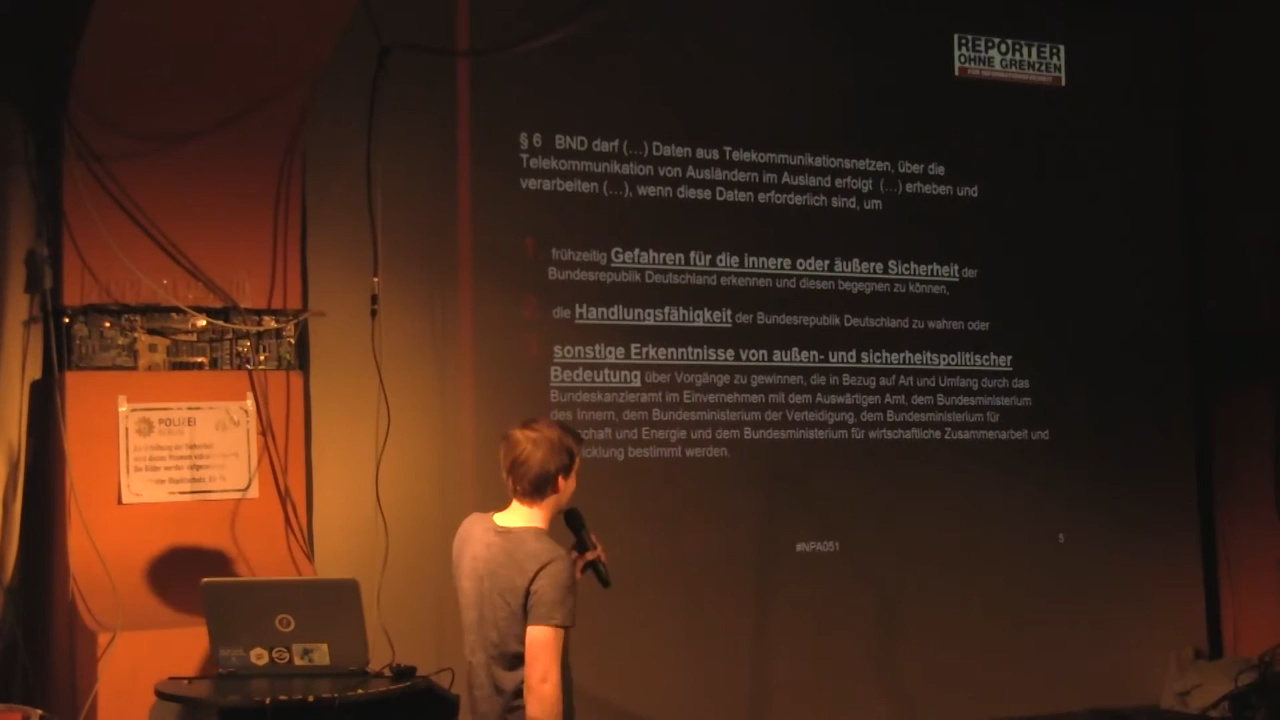 REPORTER
OHNE GRENZEN
FÜR INFORMATIONSFREIHEIT
§ 6 BND darf (...) Daten aus Telekommunikationsnetzen, über die
Telekommunikation von Ausländern im Ausland erfolgt (...) erheben und
verarbeiten (...), wenn diese Daten erforderlich sind, um
frühzeitig Gefahren für die innere oder äußere Sicherheit der
Bundesrepublik Deutschland erkennen und diesen begegnen zu können,
die Handlungsfähigkeit der Bundesrepublik Deutschland zu wahren oder
sonstige Erkenntnisse von außen- und sicherheitspolitischer
Bedeutung über Vorgänge zu gewinnen, die in Bezug auf Art und Umfang durch das
Bundeskanzleramt im Einvernehmen mit dem Auswärtigen Amt, dem Bundesministerium
des Innern, dem Bundesministerium der Verteidigung, dem Bundesministerium für
chaft und Energie und dem Bundesministerium für wirtschaftliche Zusammenarbeit und
icklung bestimmt werden.
#NPA051
5
POLIZEI
BERLIN